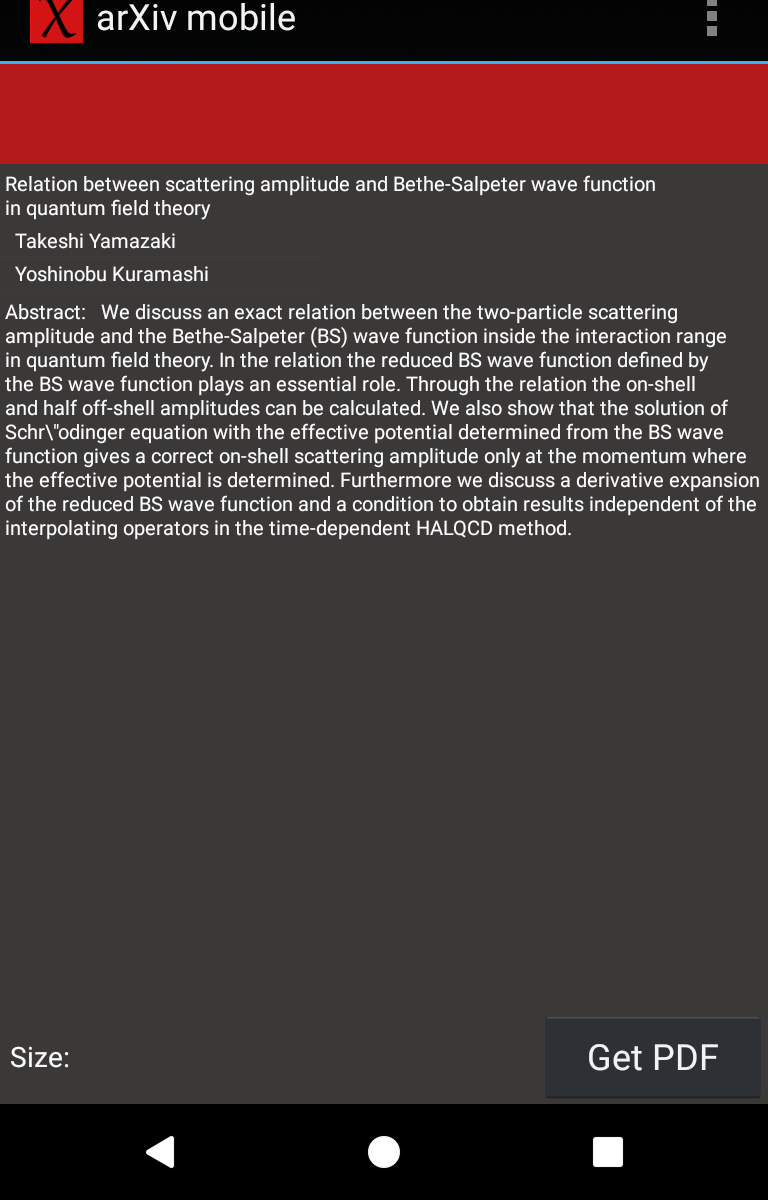 arXiv mobile
Relation between scattering amplitude and Bethe-Salpeter wave function
in quantum field theory
Takeshi Yamazaki
Yoshinobu Kuramashi
Abstract:   We discuss an exact relation between the two-particle scattering
amplitude and the Bethe-Salpeter (BS) wave function inside the interaction range
in quantum field theory. In the relation the reduced BS wave function defined by
the BS wave function plays an essential role. Through the relation the on-shell
and half off-shell amplitudes can be calculated. We also show that the solution of
Schr\"odinger equation with the effective potential determined from the BS wave
function gives a correct on-shell scattering amplitude only at the momentum where
the effective potential is determined. Furthermore we discuss a derivative expansion
of the reduced BS wave function and a condition to obtain results independent of the
interpolating operators in the time-dependent HALQCD method.
Size:
Get PDF